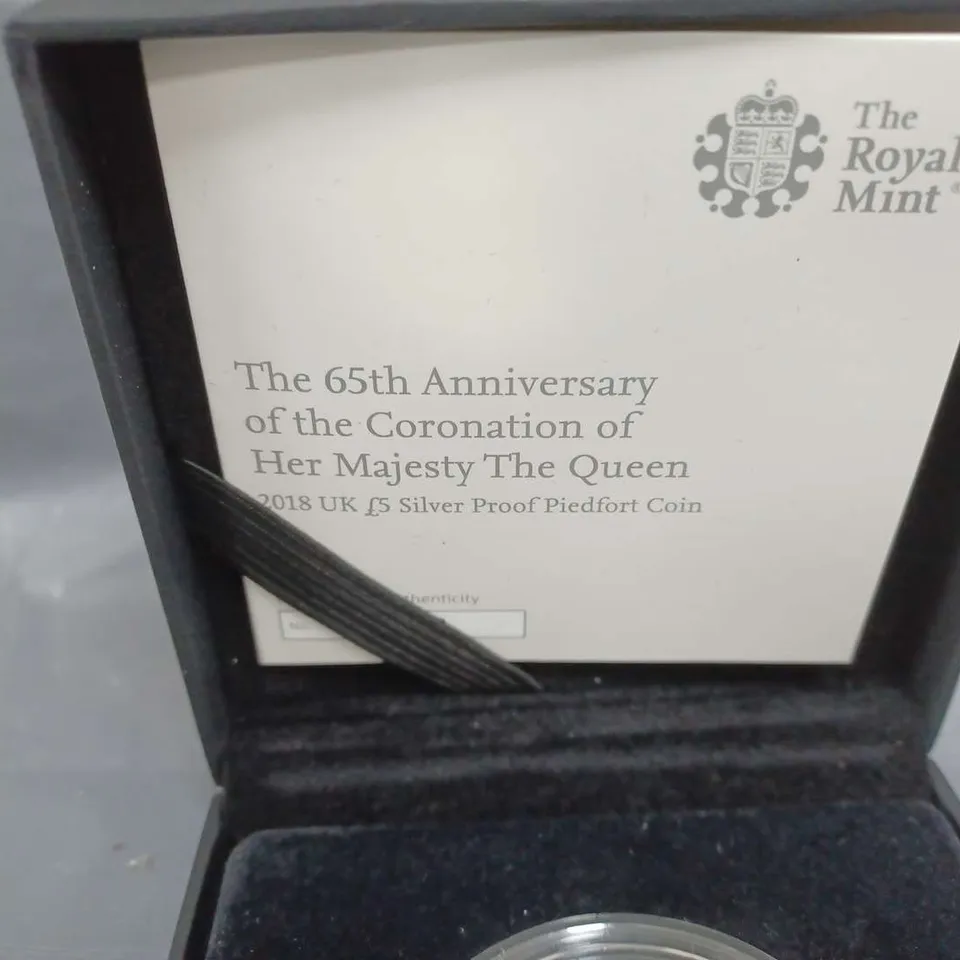 The
Royal
Mint
The 65th Anniversary
of the Coronation of
Her Majesty The Queen
2018 UK £5 Silver Proof Piedfort Coin
thenticity